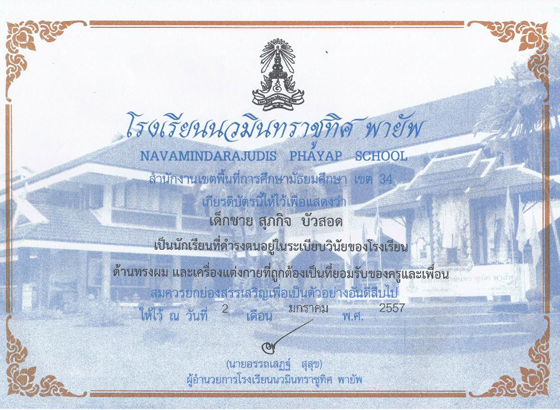 โรงเรียนนวมินทราชูทิศ พายัพ
NAVAMINDARAJUDIS PHAYAP SCHOOL
สำนักงานเขตพื้นที่การศึกษามัธยมศึกษา เขต 34
เกียรติบัตรนี้ให้ไว้เพื่อแสดงว่า
เด็กชาย สุภกิจ บัวสอด
เป็นนักเรียนที่ดำรงตนอยู่ในระเบียบวินัยของโรงเรียน
ด้านทรงผม และเครื่องแต่งกายที่ถูกต้องเป็นที่ยอมรับของครูและเพื่อน
สมควรยกย่องสรรเสริญเพื่อเป็นตัวอย่างอันดีสืบไป
ให้ไว้ ณ วันที่ 2 เดือน มกราคม พ.ศ. 2557
(นายอรรถเสฏฐ์ สุสุข)
ผู้อำนวยการโรงเรียนนวมินทราชูทิศ พายัพ